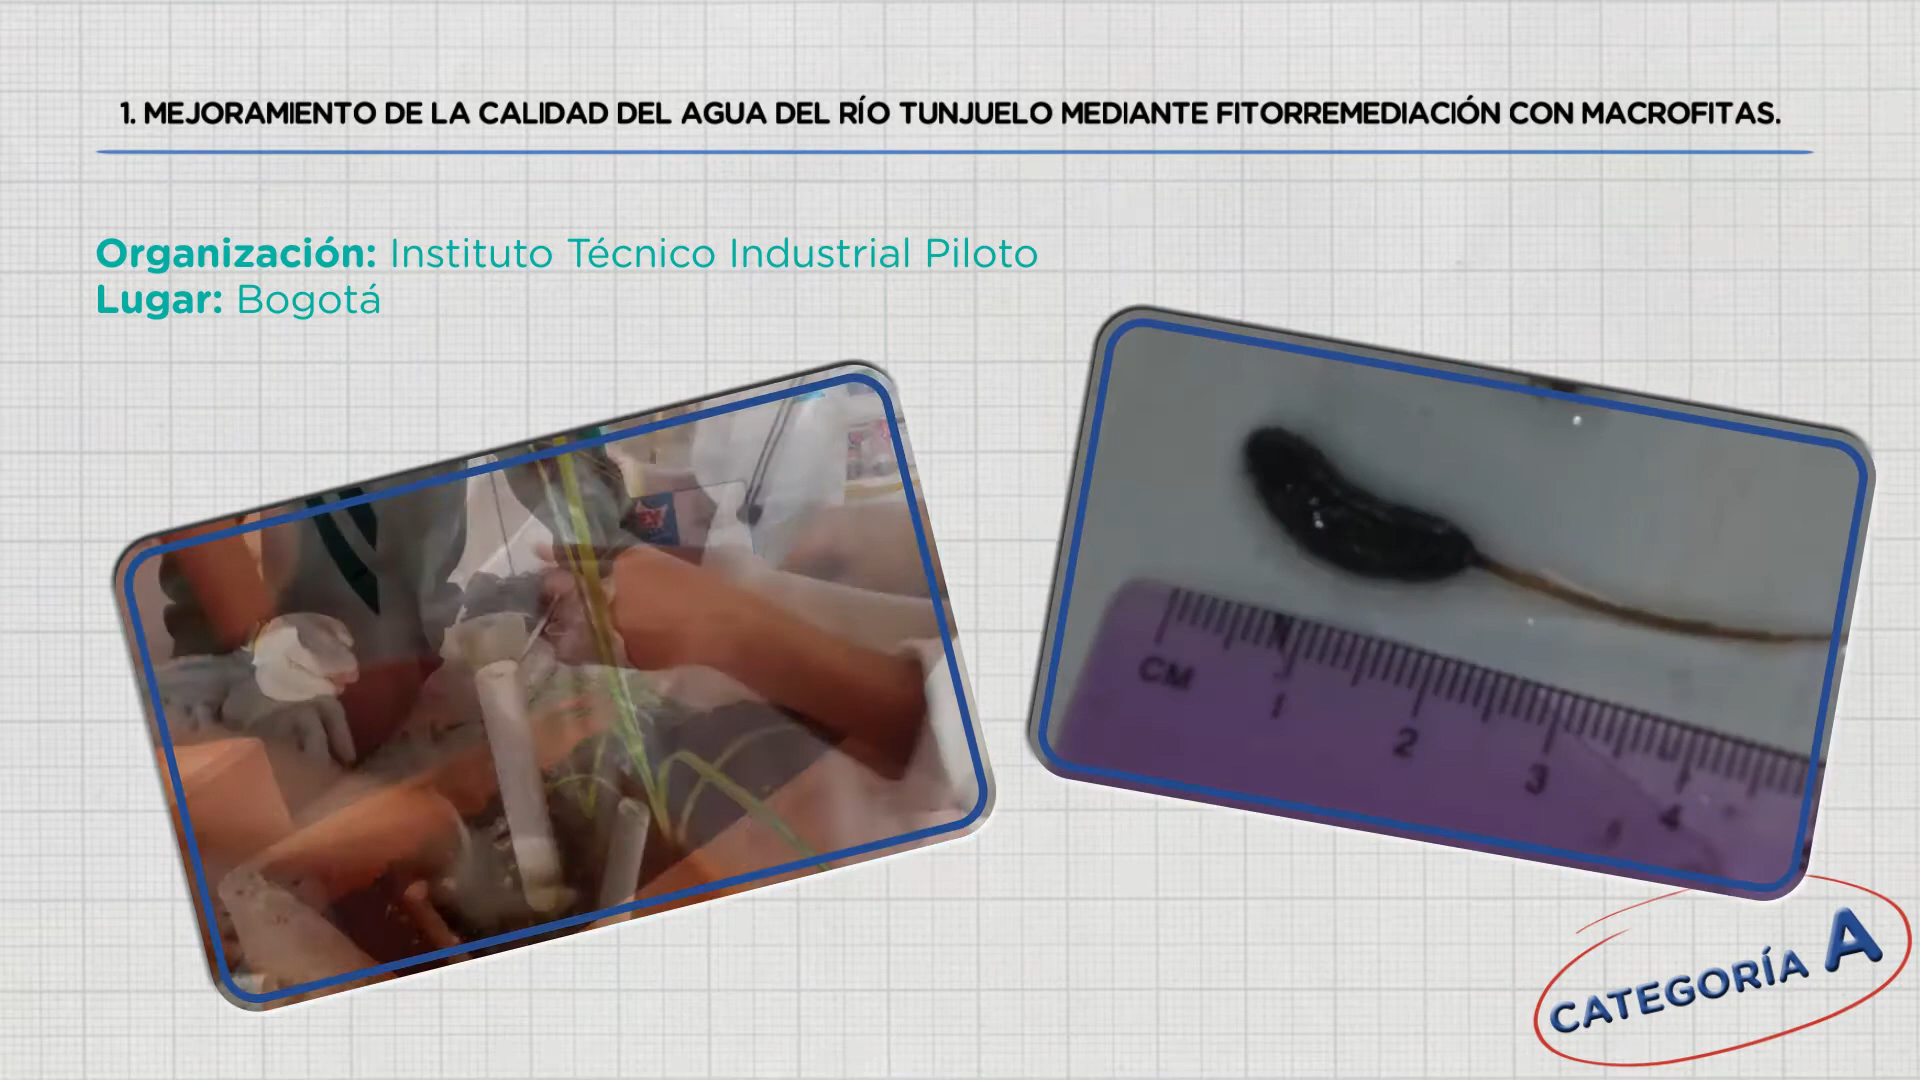 1. MEJORAMIENTO DE LA CALIDAD DEL AGUA DEL RÍO TUNJUELO MEDIANTE FITORREMEDIACIÓN CON MACROFITAS.
Organización: Instituto Técnico Industrial Piloto
Lugar: Bogotá
CM
1
2
3
4
CATEGORÍA A